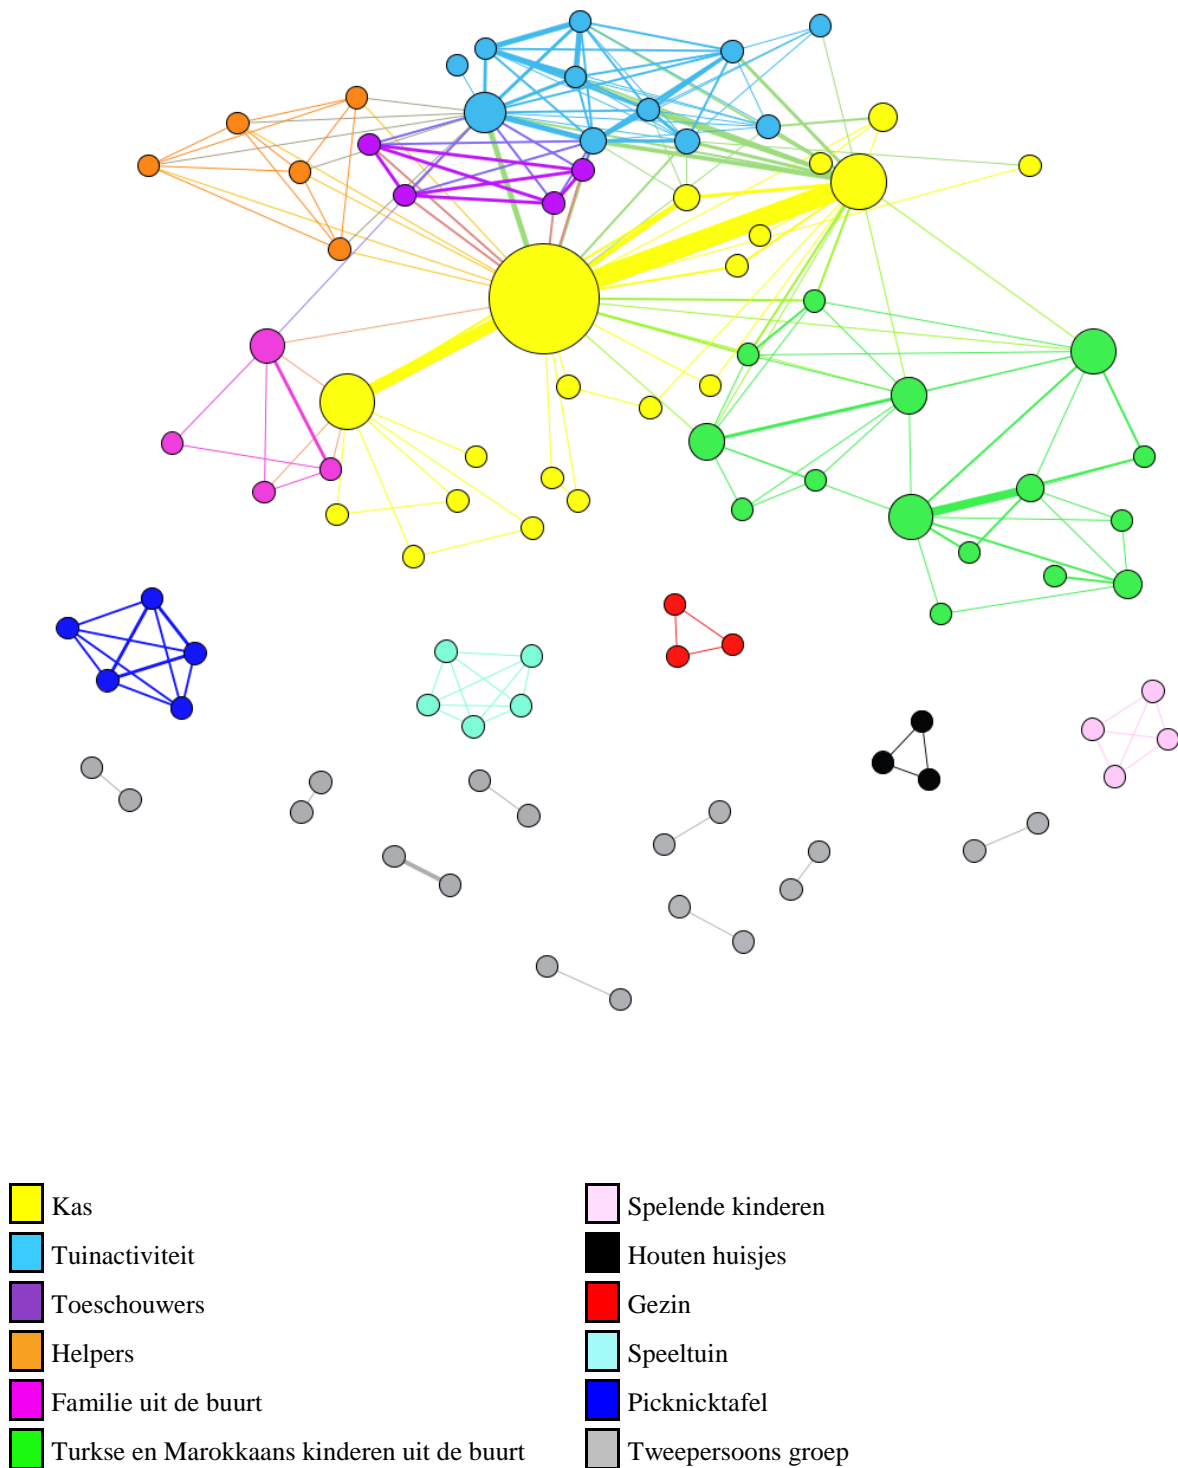 Kas
Tuinactiviteit
Toeschouwers
Helpers
Familie uit de buurt
Turkse en Marokkaans kinderen uit de buurt
Spelende kinderen
Houten huisjes
Gezin
Speeltuin
Picknicktafel
Tweepersoons groep